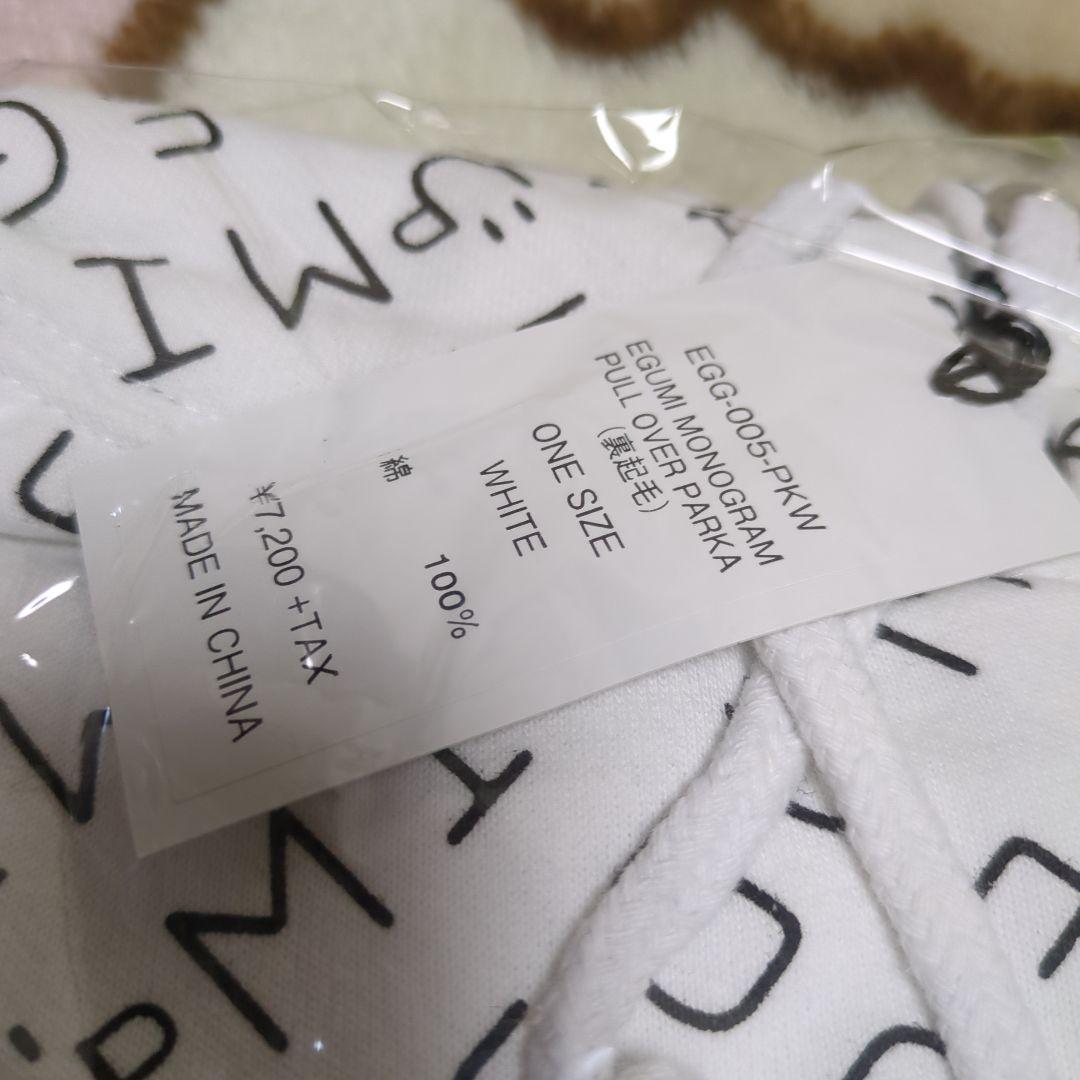 EGG-005-PKW
EGUMI MONOGRAM
PULL OVER PARKA
(裏起毛)
ONE SIZE
WHITE
綿 100%
¥7,200 +TAX
MADE IN CHINA